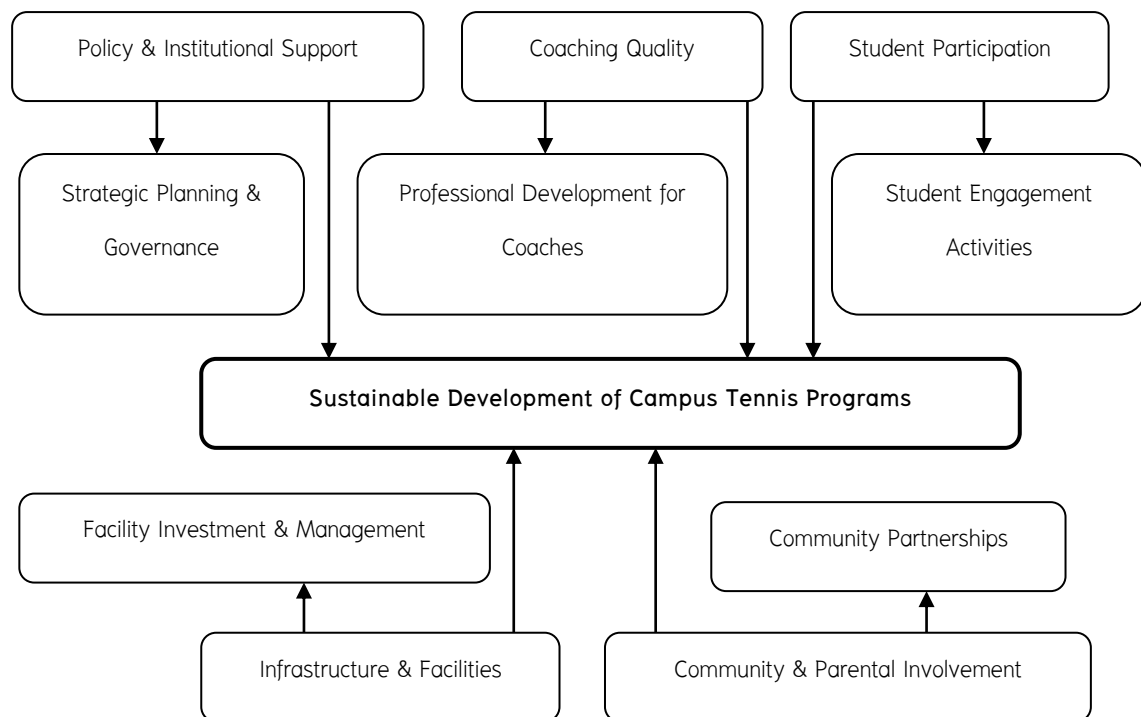 Policy & Institutional Support
Coaching Quality
Student Participation
Strategic Planning &
Governance
Professional Development for
Coaches
Student Engagement
Activities
Sustainable Development of Campus Tennis Programs
Facility Investment & Management
Community Partnerships
Infrastructure & Facilities
Community & Parental Involvement